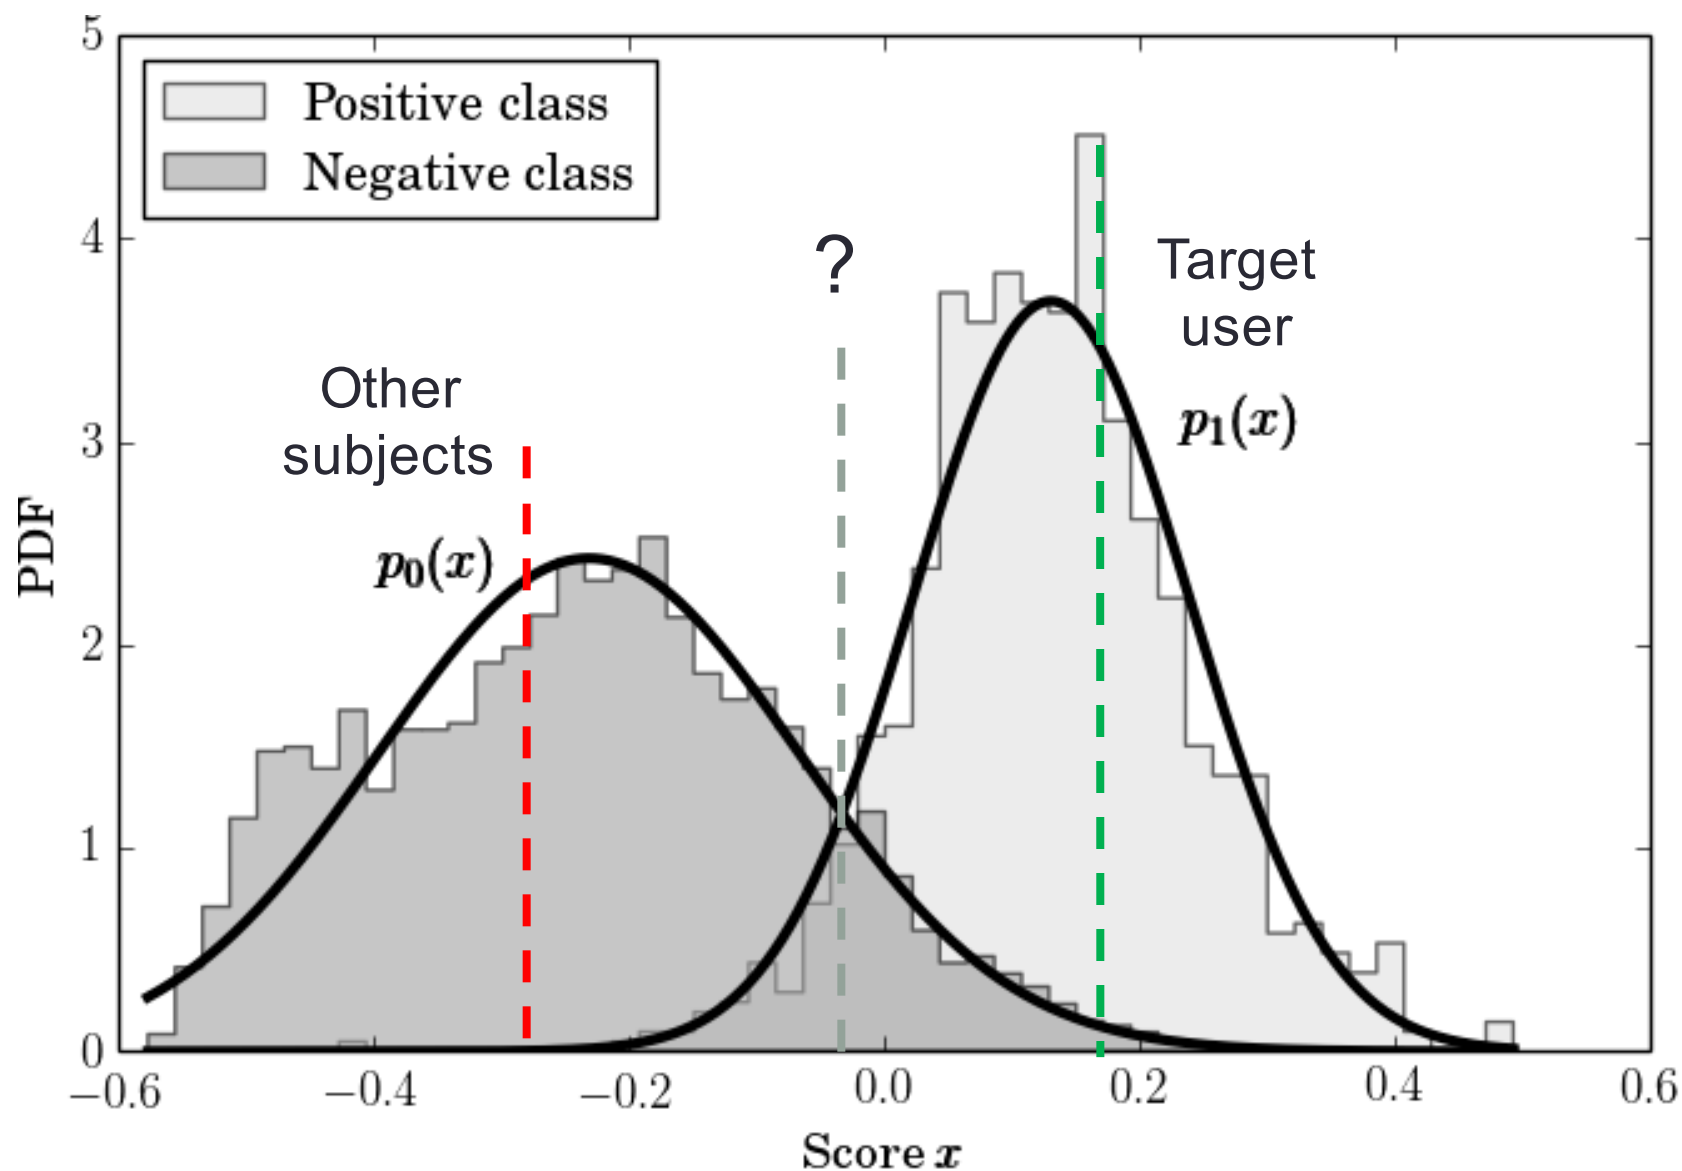 5
Positive class
Negative class
4
?
Target
user
Other
subjects
p₁(x)
3
p₀(x)
PDF
2
1
0
−0.6
−0.4
−0.2
0.0
0.2
0.4
0.6
Score x